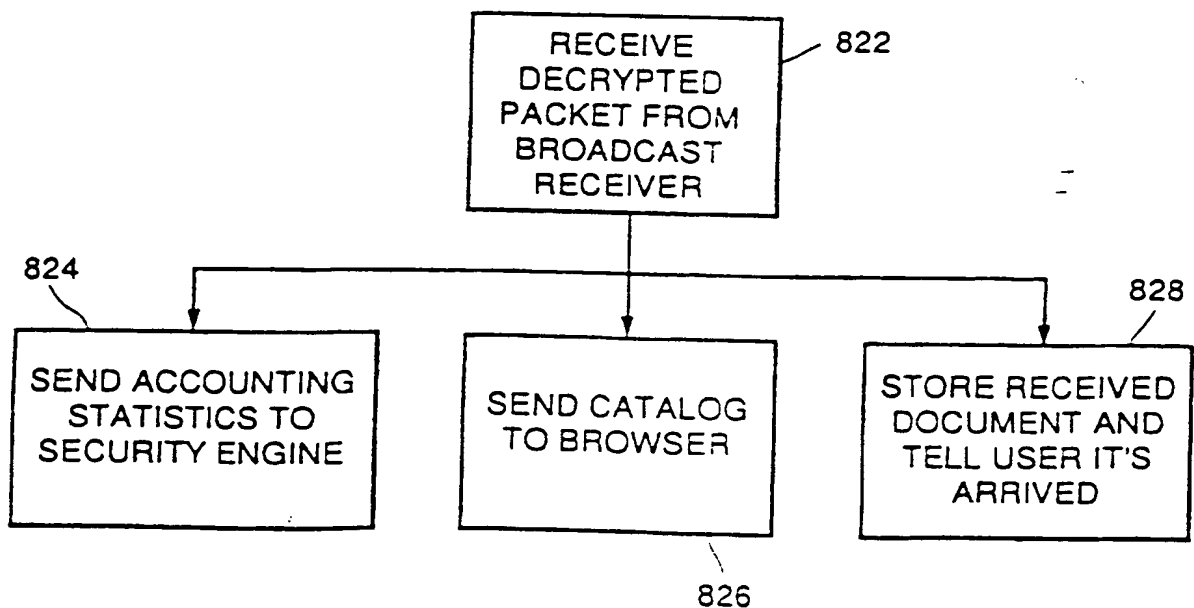 RECEIVE
DECRYPTED
PACKET FROM
BROADCAST
RECEIVER
822
824
SEND ACCOUNTING
STATISTICS TO
SECURITY ENGINE
SEND CATALOG
TO BROWSER
826
828
STORE RECEIVED
DOCUMENT AND
TELL USER IT'S
ARRIVED